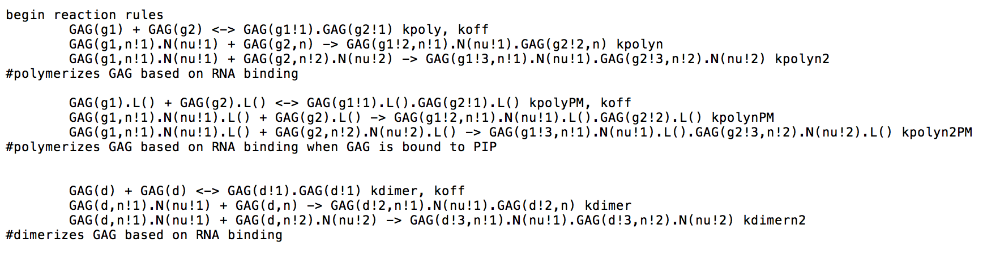 begin reaction rules
GAG(g1) + GAG(g2) <-> GAG(g1!1).GAG(g2!1) kpoly, koff
GAG(g1,n!1).N(nu!1) + GAG(g2,n) -> GAG(g1!2,n!1).N(nu!1).GAG(g2!2,n) kpolyn
GAG(g1,n!1).N(nu!1) + GAG(g2,n!2).N(nu!2) -> GAG(g1!3,n!1).N(nu!1).GAG(g2!3,n!2).N(nu!2) kpolyn2
#polymerizes GAG based on RNA binding
GAG(g1).L() + GAG(g2).L() <-> GAG(g1!1).L().GAG(g2!1).L() kpolyPM, koff
GAG(g1,n!1).N(nu!1).L() + GAG(g2).L() -> GAG(g1!2,n!1).N(nu!1).L().GAG(g2!2).L() kpolynPM
GAG(g1,n!1).N(nu!1).L() + GAG(g2,n!2).N(nu!2).L() -> GAG(g1!3,n!1).N(nu!1).L().GAG(g2!3,n!2).N(nu!2).L() kpolyn2PM
#polymerizes GAG based on RNA binding when GAG is bound to PIP
GAG(d) + GAG(d) <-> GAG(d!1).GAG(d!1) kdimer, koff
GAG(d,n!1).N(nu!1) + GAG(d,n) -> GAG(d!2,n!1).N(nu!1).GAG(d!2,n) kdimer
GAG(d,n!1).N(nu!1) + GAG(d,n!2).N(nu!2) -> GAG(d!3,n!1).N(nu!1).GAG(d!3,n!2).N(nu!2) kdimern2
#dimerizes GAG based on RNA binding